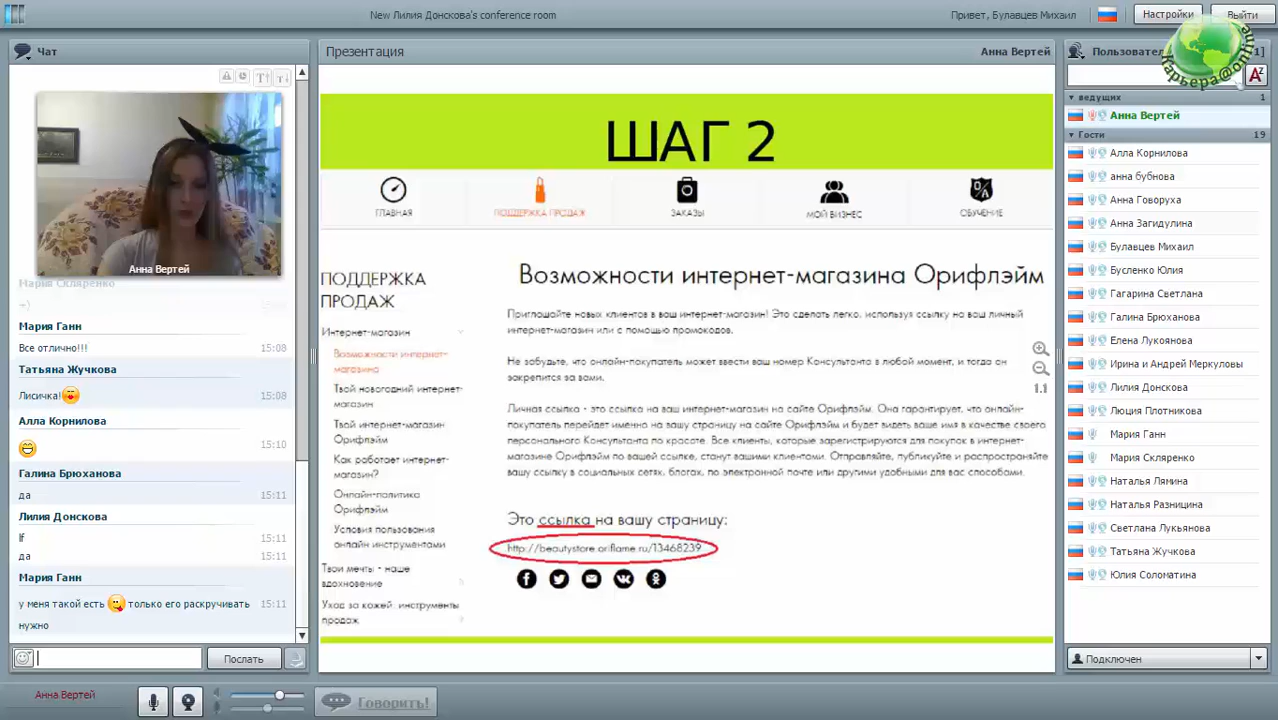 New Лилия Донскова's conference room
Привет, Булавцев Михаил
Настройки
Выйти
Чат
Анна Вертей
Мария Скляренко
=)
Мария Ганн
Все отлично!!! 15:08
Татьяна Жучкова
Лисичка! 15:08
Алла Корнилова
15:10
Галина Брюханова
да 15:11
Лилия Донскова
lf 15:11
да 15:11
Мария Ганн
у меня такой есть только его раскручивать 15:11
нужно
Послать
Презентация
Анна Вертей
ШАГ 2
ГЛАВНАЯ
ПОДДЕРЖКА ПРОДАЖ
ЗАКАЗЫ
МОЙ БИЗНЕС
ОБУЧЕНИЕ
ПОДДЕРЖКА
ПРОДАЖ
Интернет-магазин
Возможности интернет-
магазина
Твой новогодний интернет-
магазин
Твой интернет-магазин
Орифлэйм
Как работает интернет-
магазин?
Онлайн-политика
Орифлэйм
Условия пользования
онлайн инструментами
Твои мечты - наше
вдохновение
Уход за кожей: инструменты
продаж
Возможности интернет-магазина Орифлэйм
Приглашайте новых клиентов в ваш интернет-магазин! Это сделать легко, используя ссылку на ваш личный
интернет-магазин или с помощью промокодов.
Не забудьте, что онлайн-покупатель может ввести ваш номер Консультанта в любой момент, и тогда он
закрепится за вами.
Личная ссылка - это ссылка на ваш интернет-магазин на сайте Орифлэйм. Она гарантирует, что онлайн-
покупатель перейдет именно на вашу страницу на сайте Орифлэйм и будет видеть ваше имя в качестве своего
персонального Консультанта по красоте. Все клиенты, которые зарегистрируются для покупок в интернет-
магазине Орифлэйм по вашей ссылке, станут вашими клиентами. Отправляйте, публикуйте и распространяйте
вашу ссылку в социальных сетях, блогах, по электронной почте или другими удобными для вас способами.
Это ссылка на вашу страницу:
http://beautystore.oriflame.ru/13468239
1:1
Пользовател 1]
Карьера@online
ведущих 1
Анна Вертей
Гости 19
Алла Корнилова
анна бубнова
Анна Говоруха
Анна Загидулина
Булавцев Михаил
Бусленко Юлия
Гагарина Светлана
Галина Брюханова
Елена Лукоянова
Ирина и Андрей Меркуловы
Лилия Донскова
Люция Плотникова
Мария Ганн
Мария Скляренко
Наталья Лямина
Наталья Разницина
Светлана Лукьянова
Татьяна Жучкова
Юлия Соломатина
Подключен
Анна Вертей
Говорить!